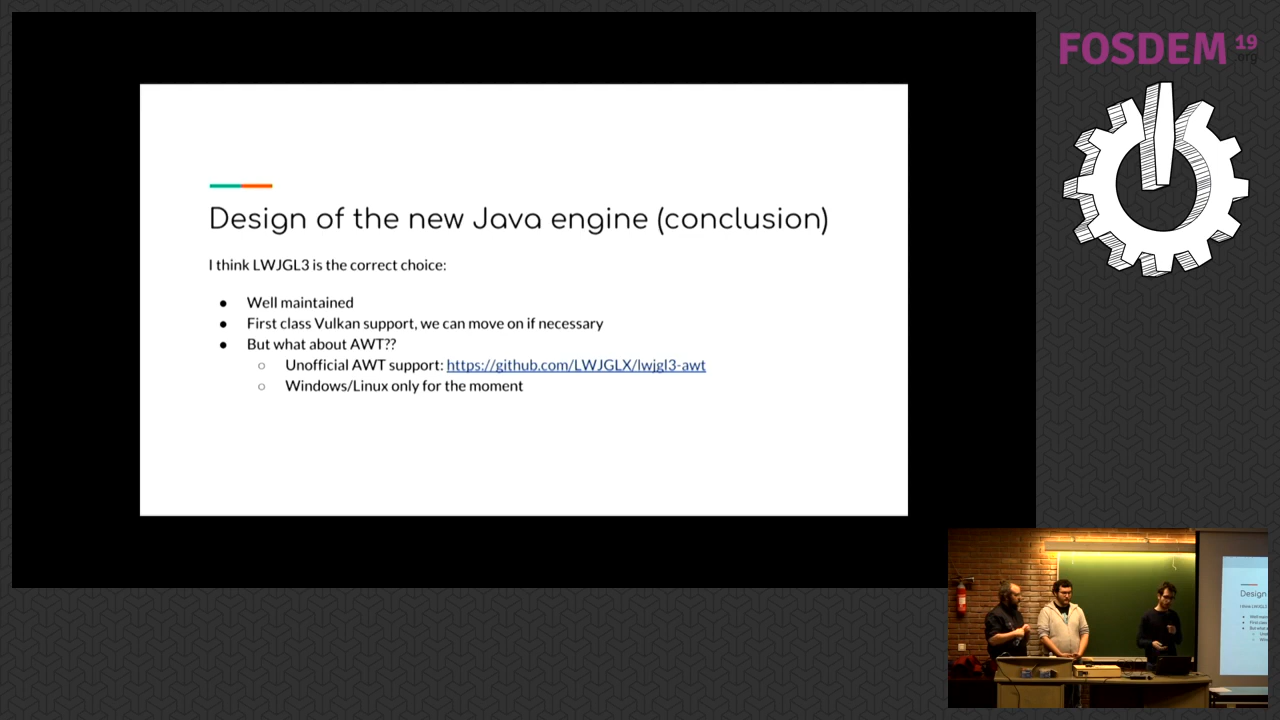 FOSDEM 19
.org
Design of the new Java engine (conclusion)
I think LWJGL3 is the correct choice:
● Well maintained
● First class Vulkan support, we can move on if necessary
● But what about AWT??
○ Unofficial AWT support: https://github.com/LWJGLX/lwjgl3-awt
○ Windows/Linux only for the moment
Design